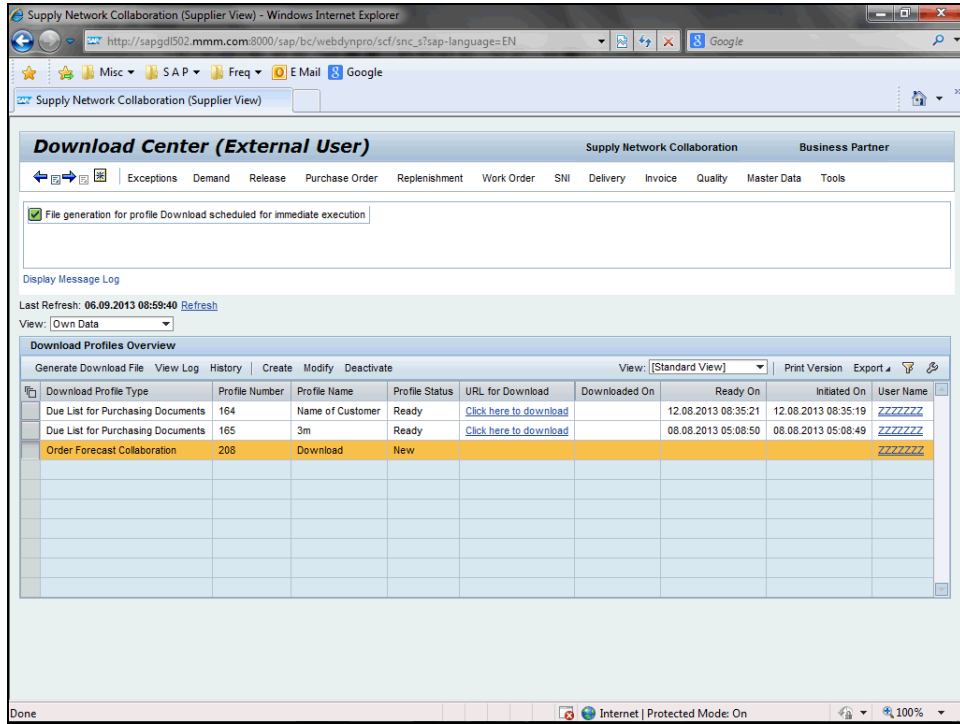 Supply Network Collaboration (Supplier View) - Windows Internet Explorer
http://sapgdl502.mmm.com:8000/sap/bc/webdynpro/scf/snc_s?sap-language=EN
Google
Misc SAP Freq E Mail Google
Supply Network Collaboration (Supplier View)
Download Center (External User) Supply Network Collaboration Business Partner
Exceptions Demand Release Purchase Order Replenishment Work Order SNI Delivery Invoice Quality Master Data Tools
File generation for profile Download scheduled for immediate execution
Display Message Log
Last Refresh: 06.09.2013 08:59:40 Refresh
View: Own Data
Download Profiles Overview
Generate Download File View Log History Create Modify Deactivate View: [Standard View] Print Version Export
Download Profile Type Profile Number Profile Name Profile Status URL for Download Downloaded On Ready On Initiated On User Name
Due List for Purchasing Documents 164 Name of Customer Ready Click here to download 12.08.2013 08:35:21 12.08.2013 08:35:19 ZZZZZZZ
Due List for Purchasing Documents 165 3m Ready Click here to download 08.08.2013 05:08:50 08.08.2013 05:08:49 ZZZZZZZ
Order Forecast Collaboration 208 Download New ZZZZZZZ
Done Internet | Protected Mode: On 100%